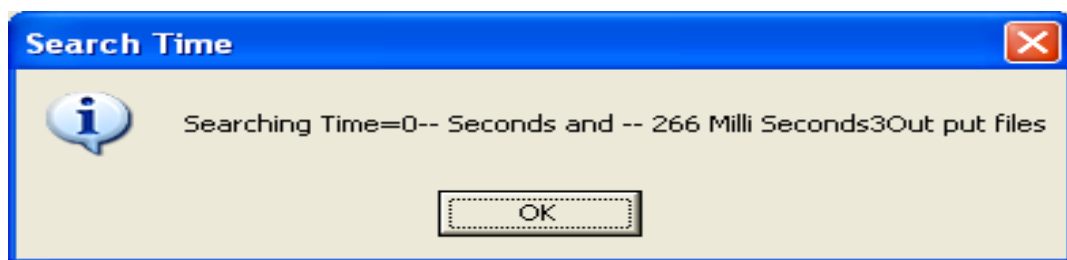 Search Time
Searching Time=0-- Seconds and -- 266 Milli Seconds3Out put files
OK